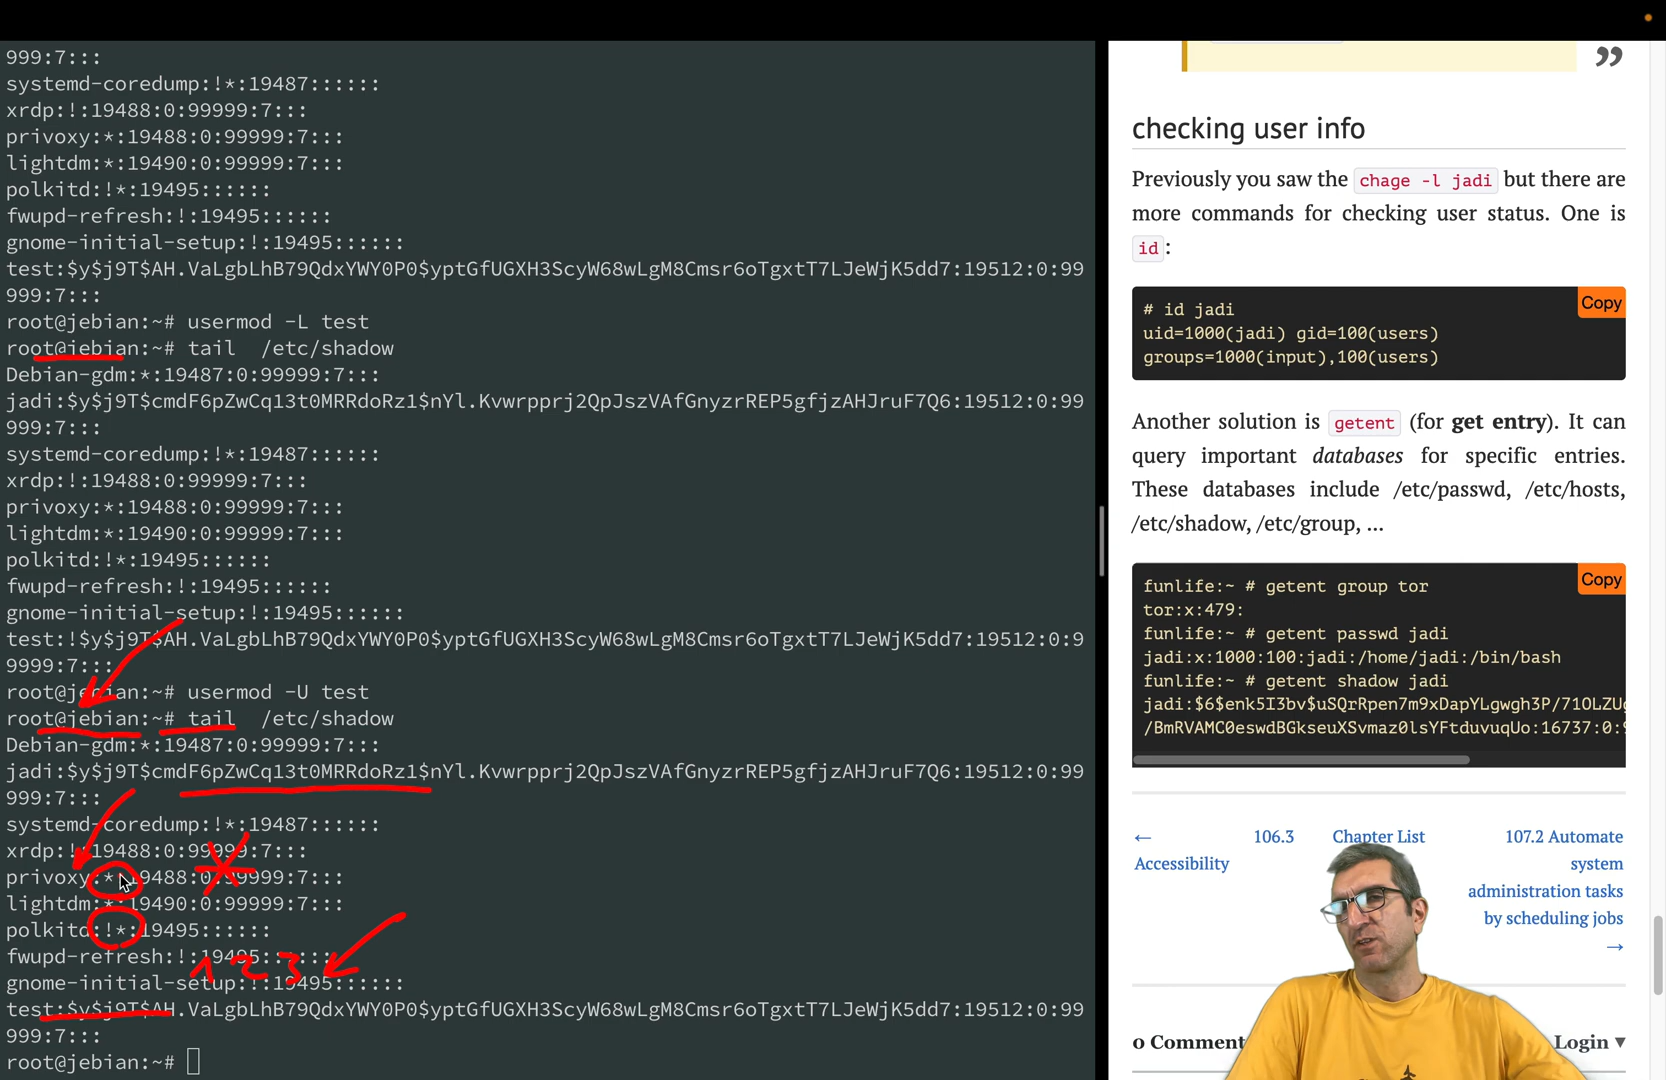 999:7:::
systemd-coredump:!*:19487::::::
xrdp:!:19488:0:99999:7:::
privoxy:*:19488:0:99999:7:::
lightdm:*:19490:0:99999:7:::
polkitd:!*:19495::::::
fwupd-refresh:!:19495::::::
gnome-initial-setup:!:19495::::::
test:$y$j9T$AH.VaLgbLhB79QdxYWY0P0$yptGfUGXH3ScyW68wLgM8Cmsr6oTgxtT7LJeWjK5dd7:19512:0:99
999:7:::
root@jebian:~# usermod -L test
root@jebian:~# tail  /etc/shadow
Debian-gdm:*:19487:0:99999:7:::
jadi:$y$j9T$cmdF6pZwCq13t0MRRdoRz1$nYl.Kvwrpprj2QpJszVAfGnyzrREP5gfjzAHJruF7Q6:19512:0:99
999:7:::
systemd-coredump:!*:19487::::::
xrdp:!:19488:0:99999:7:::
privoxy:*:19488:0:99999:7:::
lightdm:*:19490:0:99999:7:::
polkitd:!*:19495::::::
fwupd-refresh:!:19495::::::
gnome-initial-setup:!:19495::::::
test:!$y$j9T$AH.VaLgbLhB79QdxYWY0P0$yptGfUGXH3ScyW68wLgM8Cmsr6oTgxtT7LJeWjK5dd7:19512:0:9
9999:7:::
root@jebian:~# usermod -U test
root@jebian:~# tail  /etc/shadow
Debian-gdm:*:19487:0:99999:7:::
jadi:$y$j9T$cmdF6pZwCq13t0MRRdoRz1$nYl.Kvwrpprj2QpJszVAfGnyzrREP5gfjzAHJruF7Q6:19512:0:99
999:7:::
systemd-coredump:!*:19487::::::
xrdp:!:19488:0:99999:7:::
privoxy:*:19488:0:99999:7:::
lightdm:*:19490:0:99999:7:::
polkitd:!*:19495::::::
fwupd-refresh:!:19495::::::
123
gnome-initial-setup:!:19495::::::
test:$y$j9T$AH.VaLgbLhB79QdxYWY0P0$yptGfUGXH3ScyW68wLgM8Cmsr6oTgxtT7LJeWjK5dd7:19512:0:99
999:7:::
root@jebian:~#
”
checking user info
Previously you saw the chage -l jadi but there are
more commands for checking user status. One is
id:
Copy
# id jadi
uid=1000(jadi) gid=100(users)
groups=1000(input),100(users)
Another solution is getent (for get entry). It can
query important databases for specific entries.
These databases include /etc/passwd, /etc/hosts,
/etc/shadow, /etc/group, ...
Copy
funlife:~ # getent group tor
tor:x:479:
funlife:~ # getent passwd jadi
jadi:x:1000:100:jadi:/home/jadi:/bin/bash
funlife:~ # getent shadow jadi
jadi:$6$enk5I3bv$uSQrRpen7m9xDapYLgwgh3P/71OLZU
/BmRVAMC0eswdBGkseuXSvmaz0lsYFtduvuqUo:16737:0:
← 106.3
Accessibility
Chapter List
107.2 Automate
system
administration tasks
by scheduling jobs
→
0 Comment
Login ▼